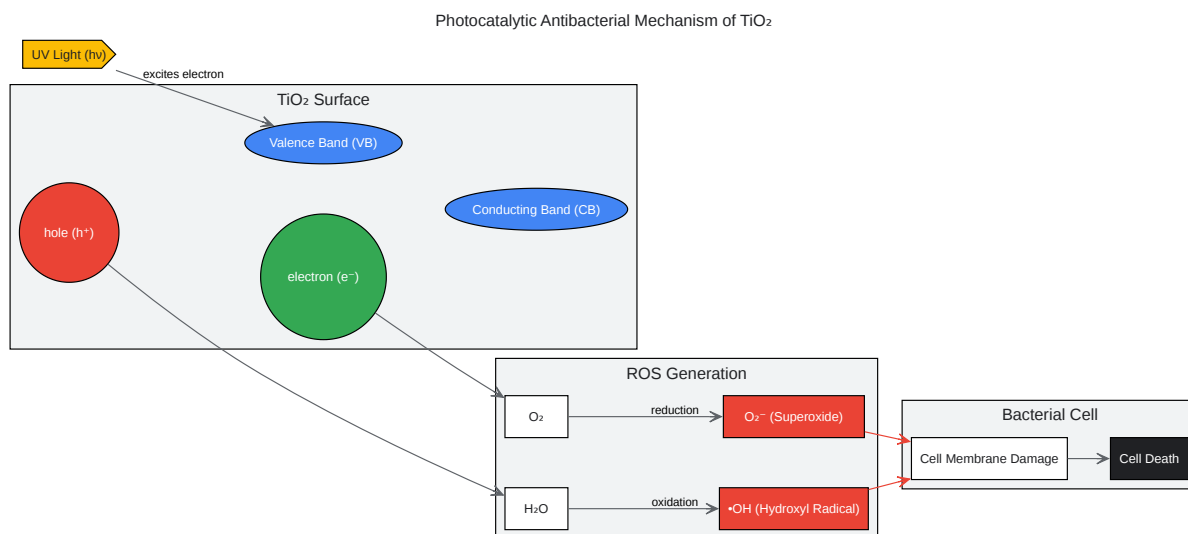 Photocatalytic Antibacterial Mechanism of TiO₂
UV Light (hν)
excites electron
TiO₂ Surface
Valence Band (VB)
Conducting Band (CB)
hole (h⁺)
electron (e⁻)
ROS Generation
O₂
reduction
O₂⁻ (Superoxide)
H₂O
oxidation
•OH (Hydroxyl Radical)
Bacterial Cell
Cell Membrane Damage
Cell Death